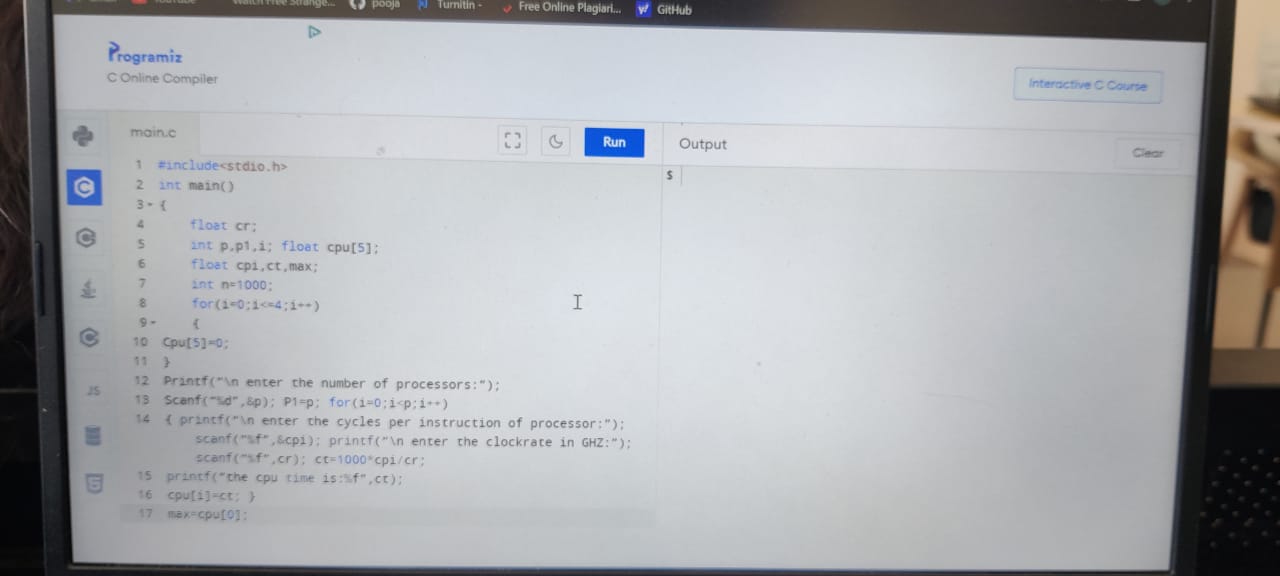 YouTube
Watch Free Strange...
pooja
Turnitin -
Free Online Plagiari...
GitHub
Programiz
C Online Compiler
Interactive C Course
main.c
Run
Output
Clear
$
1 #include<stdio.h>
2 int main()
3 {
4 float cr;
5 int p,p1,i; float cpu[5];
6 float cpi,ct,max;
7 int n=1000;
8 for(i=0;i<=4;i++)
9 {
10 Cpu[5]=0;
11 }
12 Printf("\n enter the number of processors:");
13 Scanf("%d",&p); P1=p; for(i=0;i<p;i++)
14 { printf("\n enter the cycles per instruction of processor:");
scanf("%f",&cpi); printf("\n enter the clockrate in GHZ:");
scanf("%f",cr); ct=1000*cpi/cr;
15 printf("the cpu time is:%f",ct);
16 cpu[i]=ct; }
17 max=cpu[0];
JS